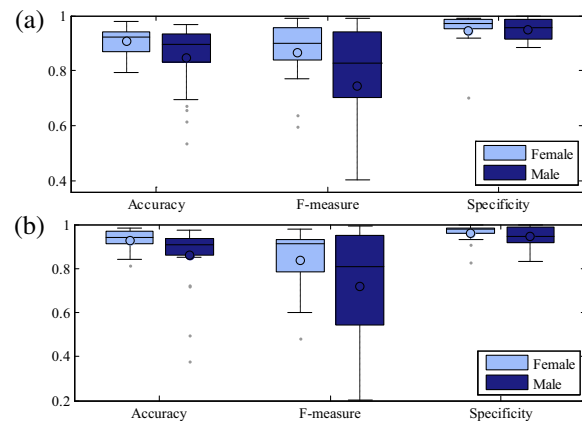 (a)
1
0.8
0.6
0.4
Female
Male
Accuracy
F-measure
Specificity
(b)
1
0.8
0.6
0.4
0.2
Female
Male
Accuracy
F-measure
Specificity